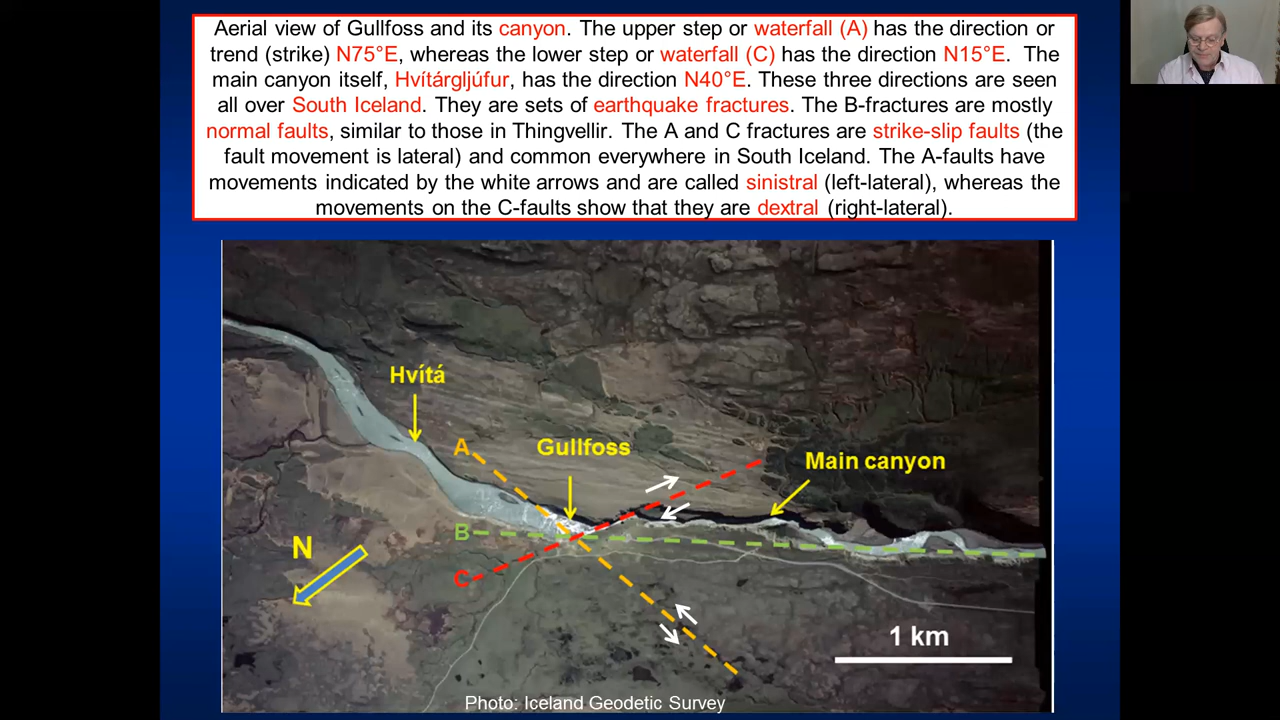 Aerial view of Gullfoss and its canyon. The upper step or waterfall (A) has the direction or
trend (strike) N75°E, whereas the lower step or waterfall (C) has the direction N15°E. The
main canyon itself, Hvítárgljúfur, has the direction N40°E. These three directions are seen
all over South Iceland. They are sets of earthquake fractures. The B-fractures are mostly
normal faults, similar to those in Thingvellir. The A and C fractures are strike-slip faults (the
fault movement is lateral) and common everywhere in South Iceland. The A-faults have
movements indicated by the white arrows and are called sinistral (left-lateral), whereas the
movements on the C-faults show that they are dextral (right-lateral).
Hvítá
A
Gullfoss
Main canyon
B
N
C
1 km
Photo: Iceland Geodetic Survey